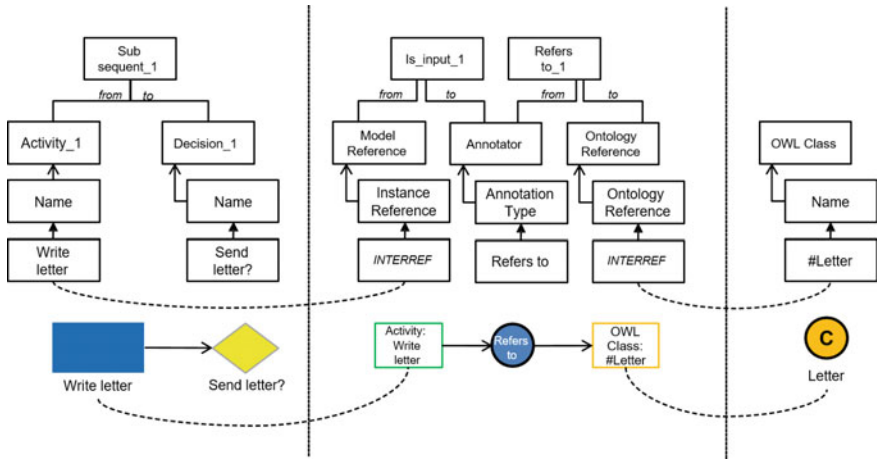 Sub
sequent_1
from
to
Activity_1
Decision_1
Name
Name
Write
letter
Send
letter?
Write letter
Send letter?
Is_input_1
Refers
to_1
from
to
from
to
Model
Reference
Annotator
Ontology
Reference
Instance
Reference
Annotation
Type
Ontology
Reference
INTERREF
Refers to
INTERREF
Activity:
Write
letter
Refers
to
OWL
Class:
#Letter
OWL Class
Name
#Letter
C
Letter